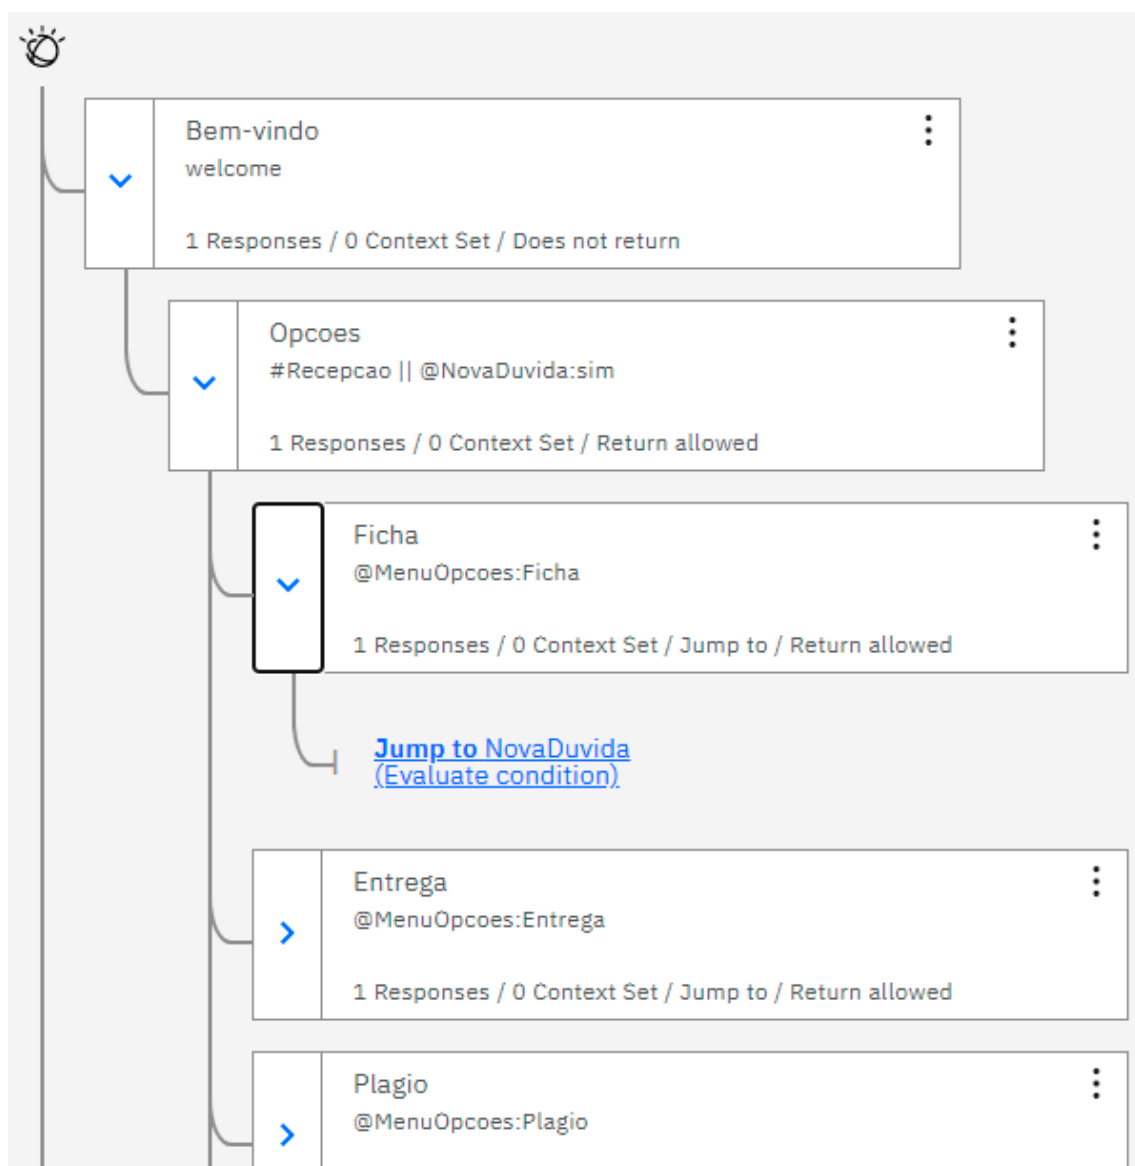 Bem-vindo
welcome
1 Responses / 0 Context Set / Does not return
Opcoes
#Recepcao || @NovaDuvida:sim
1 Responses / 0 Context Set / Return allowed
Ficha
@MenuOpcoes:Ficha
1 Responses / 0 Context Set / Jump to / Return allowed
Jump to NovaDuvida
(Evaluate condition)
Entrega
@MenuOpcoes:Entrega
1 Responses / 0 Context Set / Jump to / Return allowed
Plagio
@MenuOpcoes:Plagio